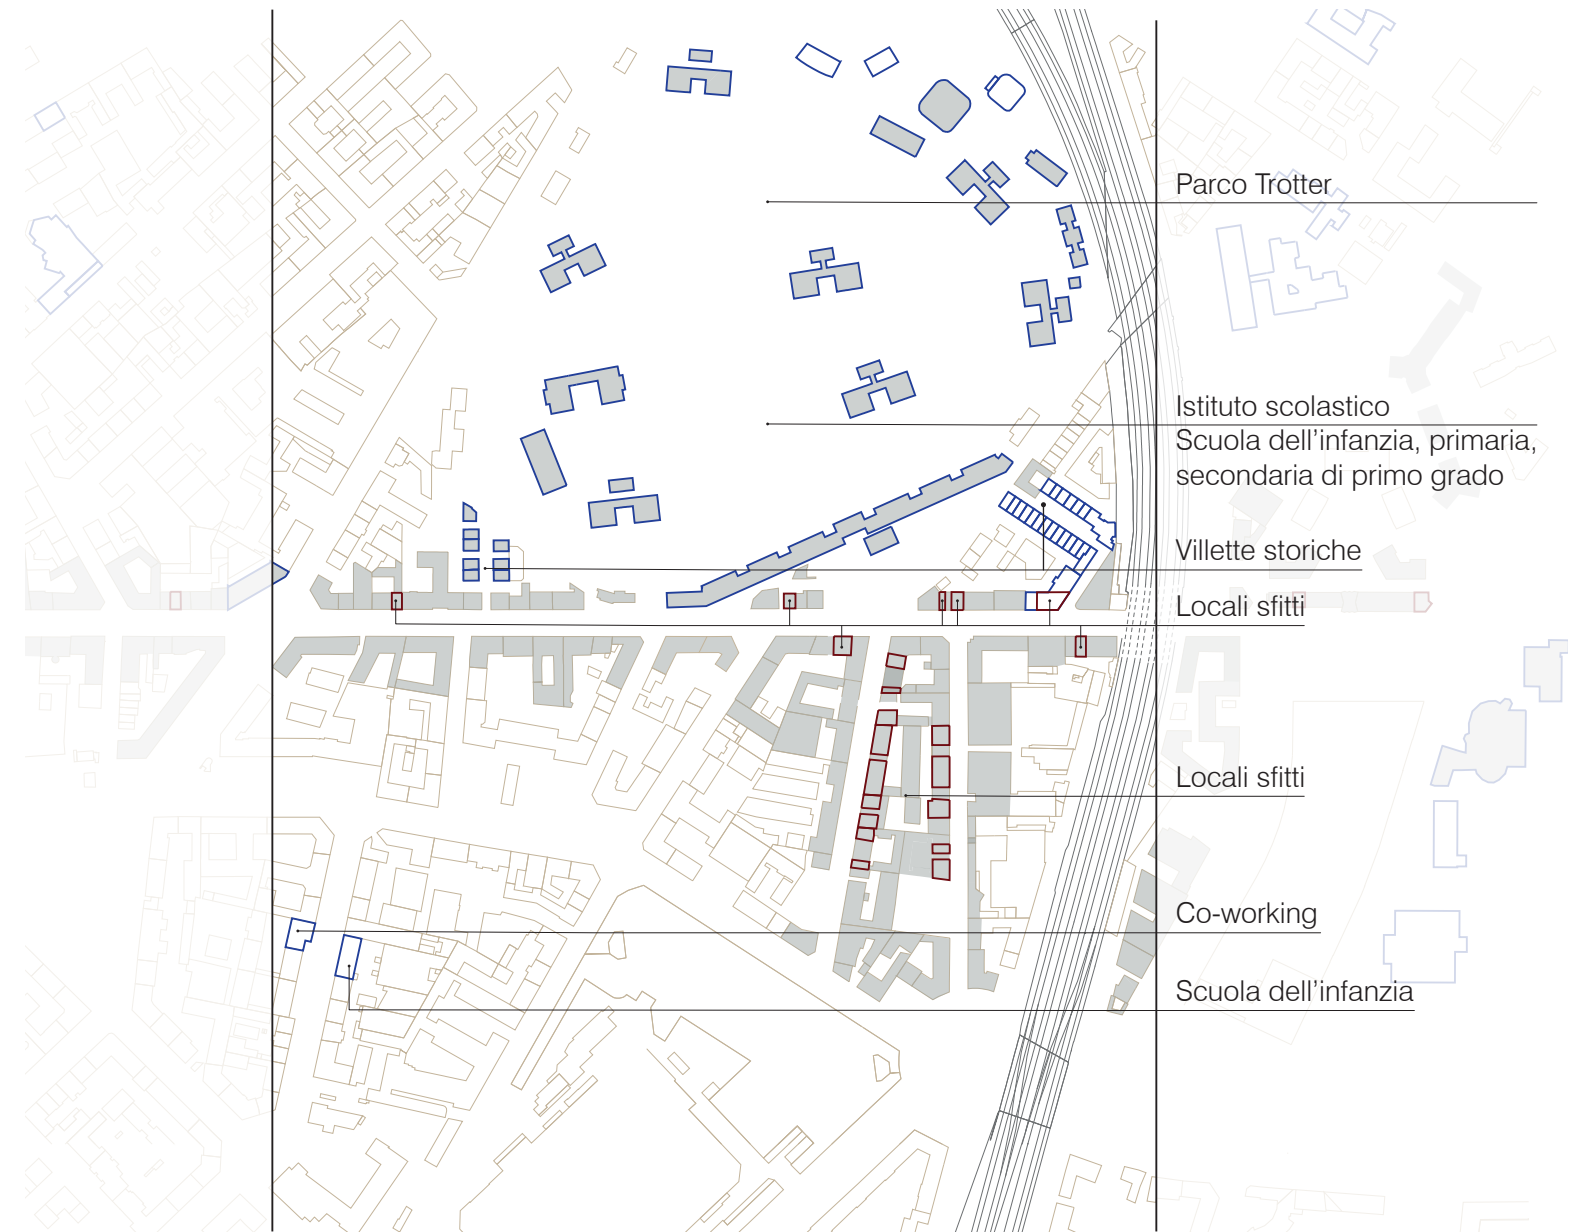 Parco Trotter
Istituto scolastico
Scuola dell'infanzia, primaria,
secondaria di primo grado
Villette storiche
Locali sfitti
Locali sfitti
Co-working
Scuola dell'infanzia